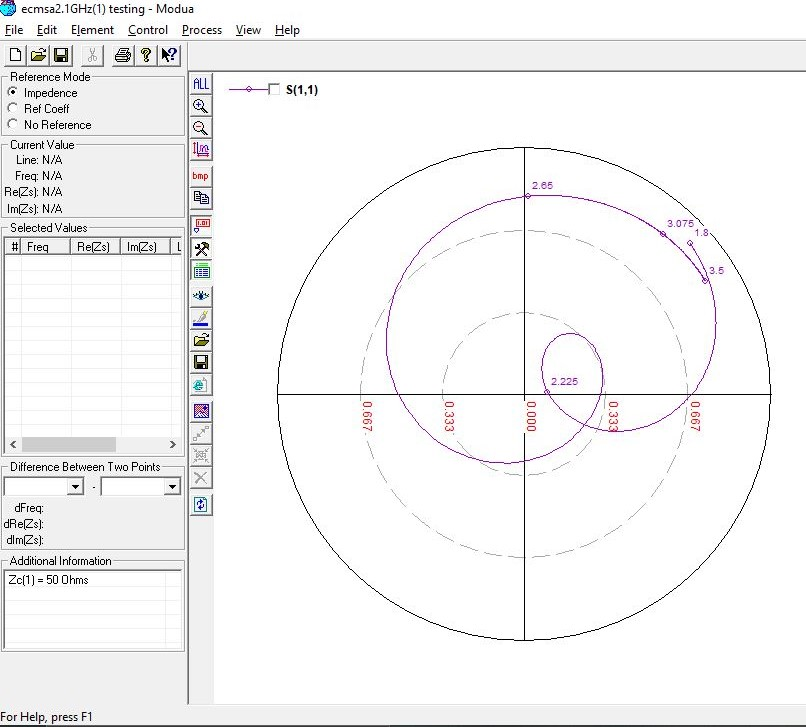 ecmsa2.1GHz(1) testing - Modua
File Edit Element Control Process View Help
Reference Mode
Impedance
Ref Coeff
No Reference
Current Value
Line: N/A
Freq: N/A
Re(Zs): N/A
Im(Zs): N/A
Selected Values
# Freq Re(Zs) Im(Zs) L
Difference Between Two Points
-
dFreq:
dRe(Zs):
dIm(Zs):
Additional Information
Zc(1) = 50 Ohms
ALL
bmp
1.01
S(1,1)
2.65
3.075
1.8
3.5
2.225
0.667
0.333
0.000
0.333
0.667
For Help, press F1